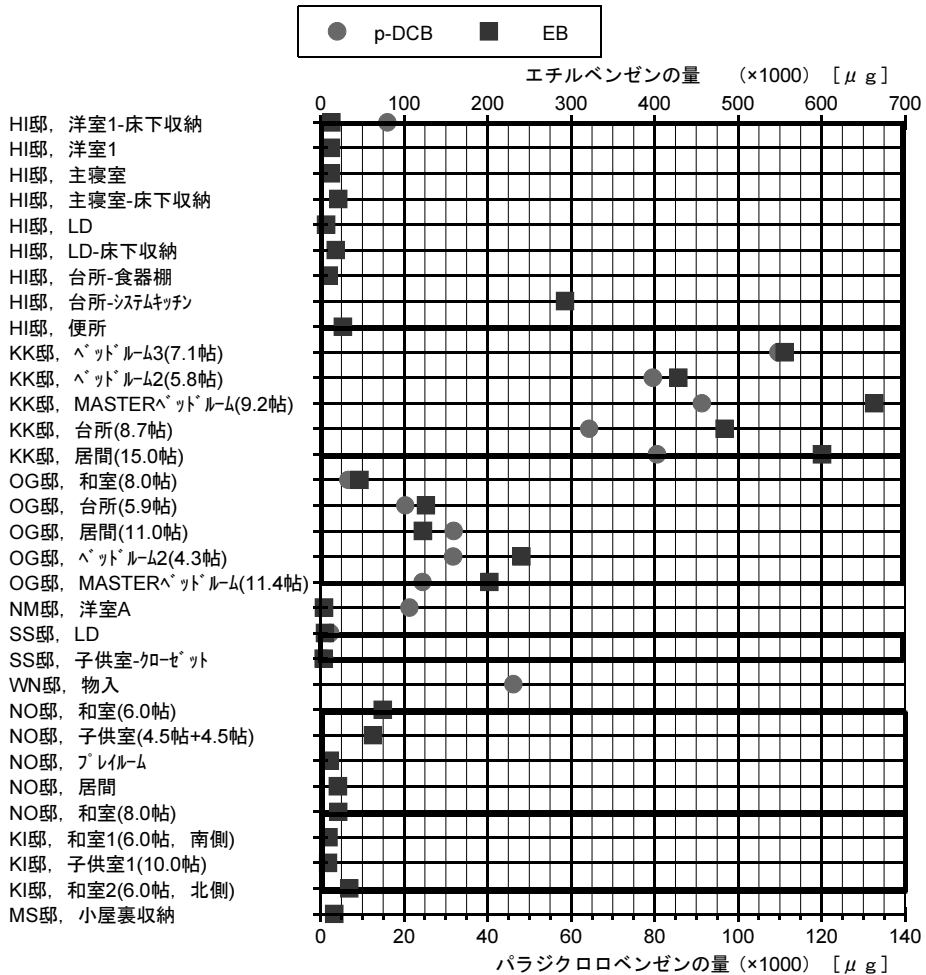 p-DCB EB
エチルベンゼンの量 (×1000) [μg]
0 100 200 300 400 500 600 700
HI邸, 洋室1-床下収納
HI邸, 洋室1
HI邸, 主寝室
HI邸, 主寝室-床下収納
HI邸, LD
HI邸, LD-床下収納
HI邸, 台所-食器棚
HI邸, 台所-ｼｽﾃﾑｷｯﾁﾝ
HI邸, 便所
KK邸, ﾍﾞｯﾄﾞﾙｰﾑ3(7.1帖)
KK邸, ﾍﾞｯﾄﾞﾙｰﾑ2(5.8帖)
KK邸, MASTERﾍﾞｯﾄﾞﾙｰﾑ(9.2帖)
KK邸, 台所(8.7帖)
KK邸, 居間(15.0帖)
OG邸, 和室(8.0帖)
OG邸, 台所(5.9帖)
OG邸, 居間(11.0帖)
OG邸, ﾍﾞｯﾄﾞﾙｰﾑ2(4.3帖)
OG邸, MASTERﾍﾞｯﾄﾞﾙｰﾑ(11.4帖)
NM邸, 洋室A
SS邸, LD
SS邸, 子供室-ｸﾛｰｾﾞｯﾄ
WN邸, 物入
NO邸, 和室(6.0帖)
NO邸, 子供室(4.5帖+4.5帖)
NO邸, ﾌﾟﾚｲﾙｰﾑ
NO邸, 居間
NO邸, 和室(8.0帖)
KI邸, 和室1(6.0帖, 南側)
KI邸, 子供室1(10.0帖)
KI邸, 和室2(6.0帖, 北側)
MS邸, 小屋裏収納
0 20 40 60 80 100 120 140
パラジクロロベンゼンの量 (×1000) [μg]